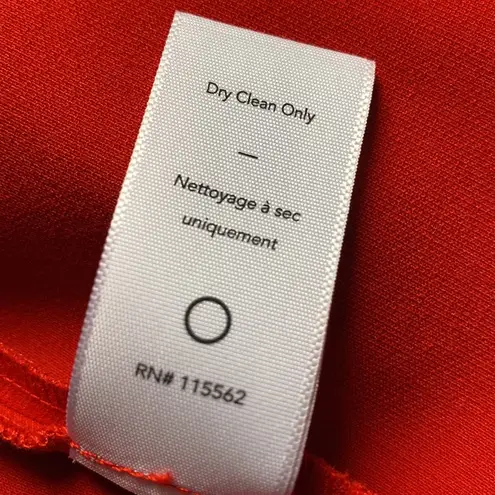 Dry Clean Only
—
Nettoyage à sec
uniquement
RN# 115562